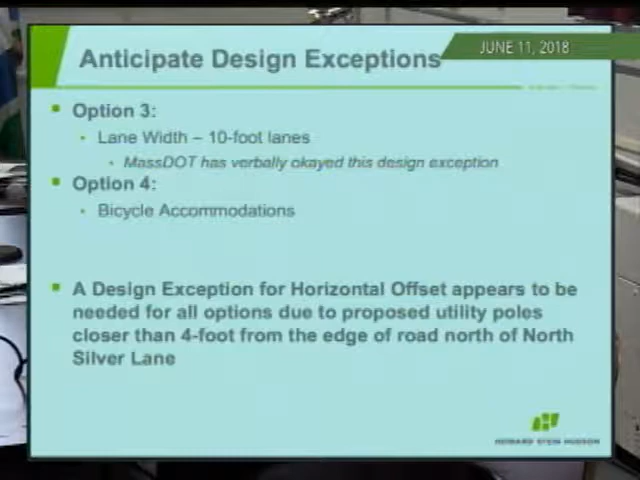 Anticipate Design Exceptions
JUNE 11, 2018
Option 3:
Lane Width – 10-foot lanes
MassDOT has verbally okayed this design exception
Option 4:
Bicycle Accommodations
A Design Exception for Horizontal Offset appears to be
needed for all options due to proposed utility poles
closer than 4-foot from the edge of road north of North
Silver Lane
HOWARD STEIN HUDSON